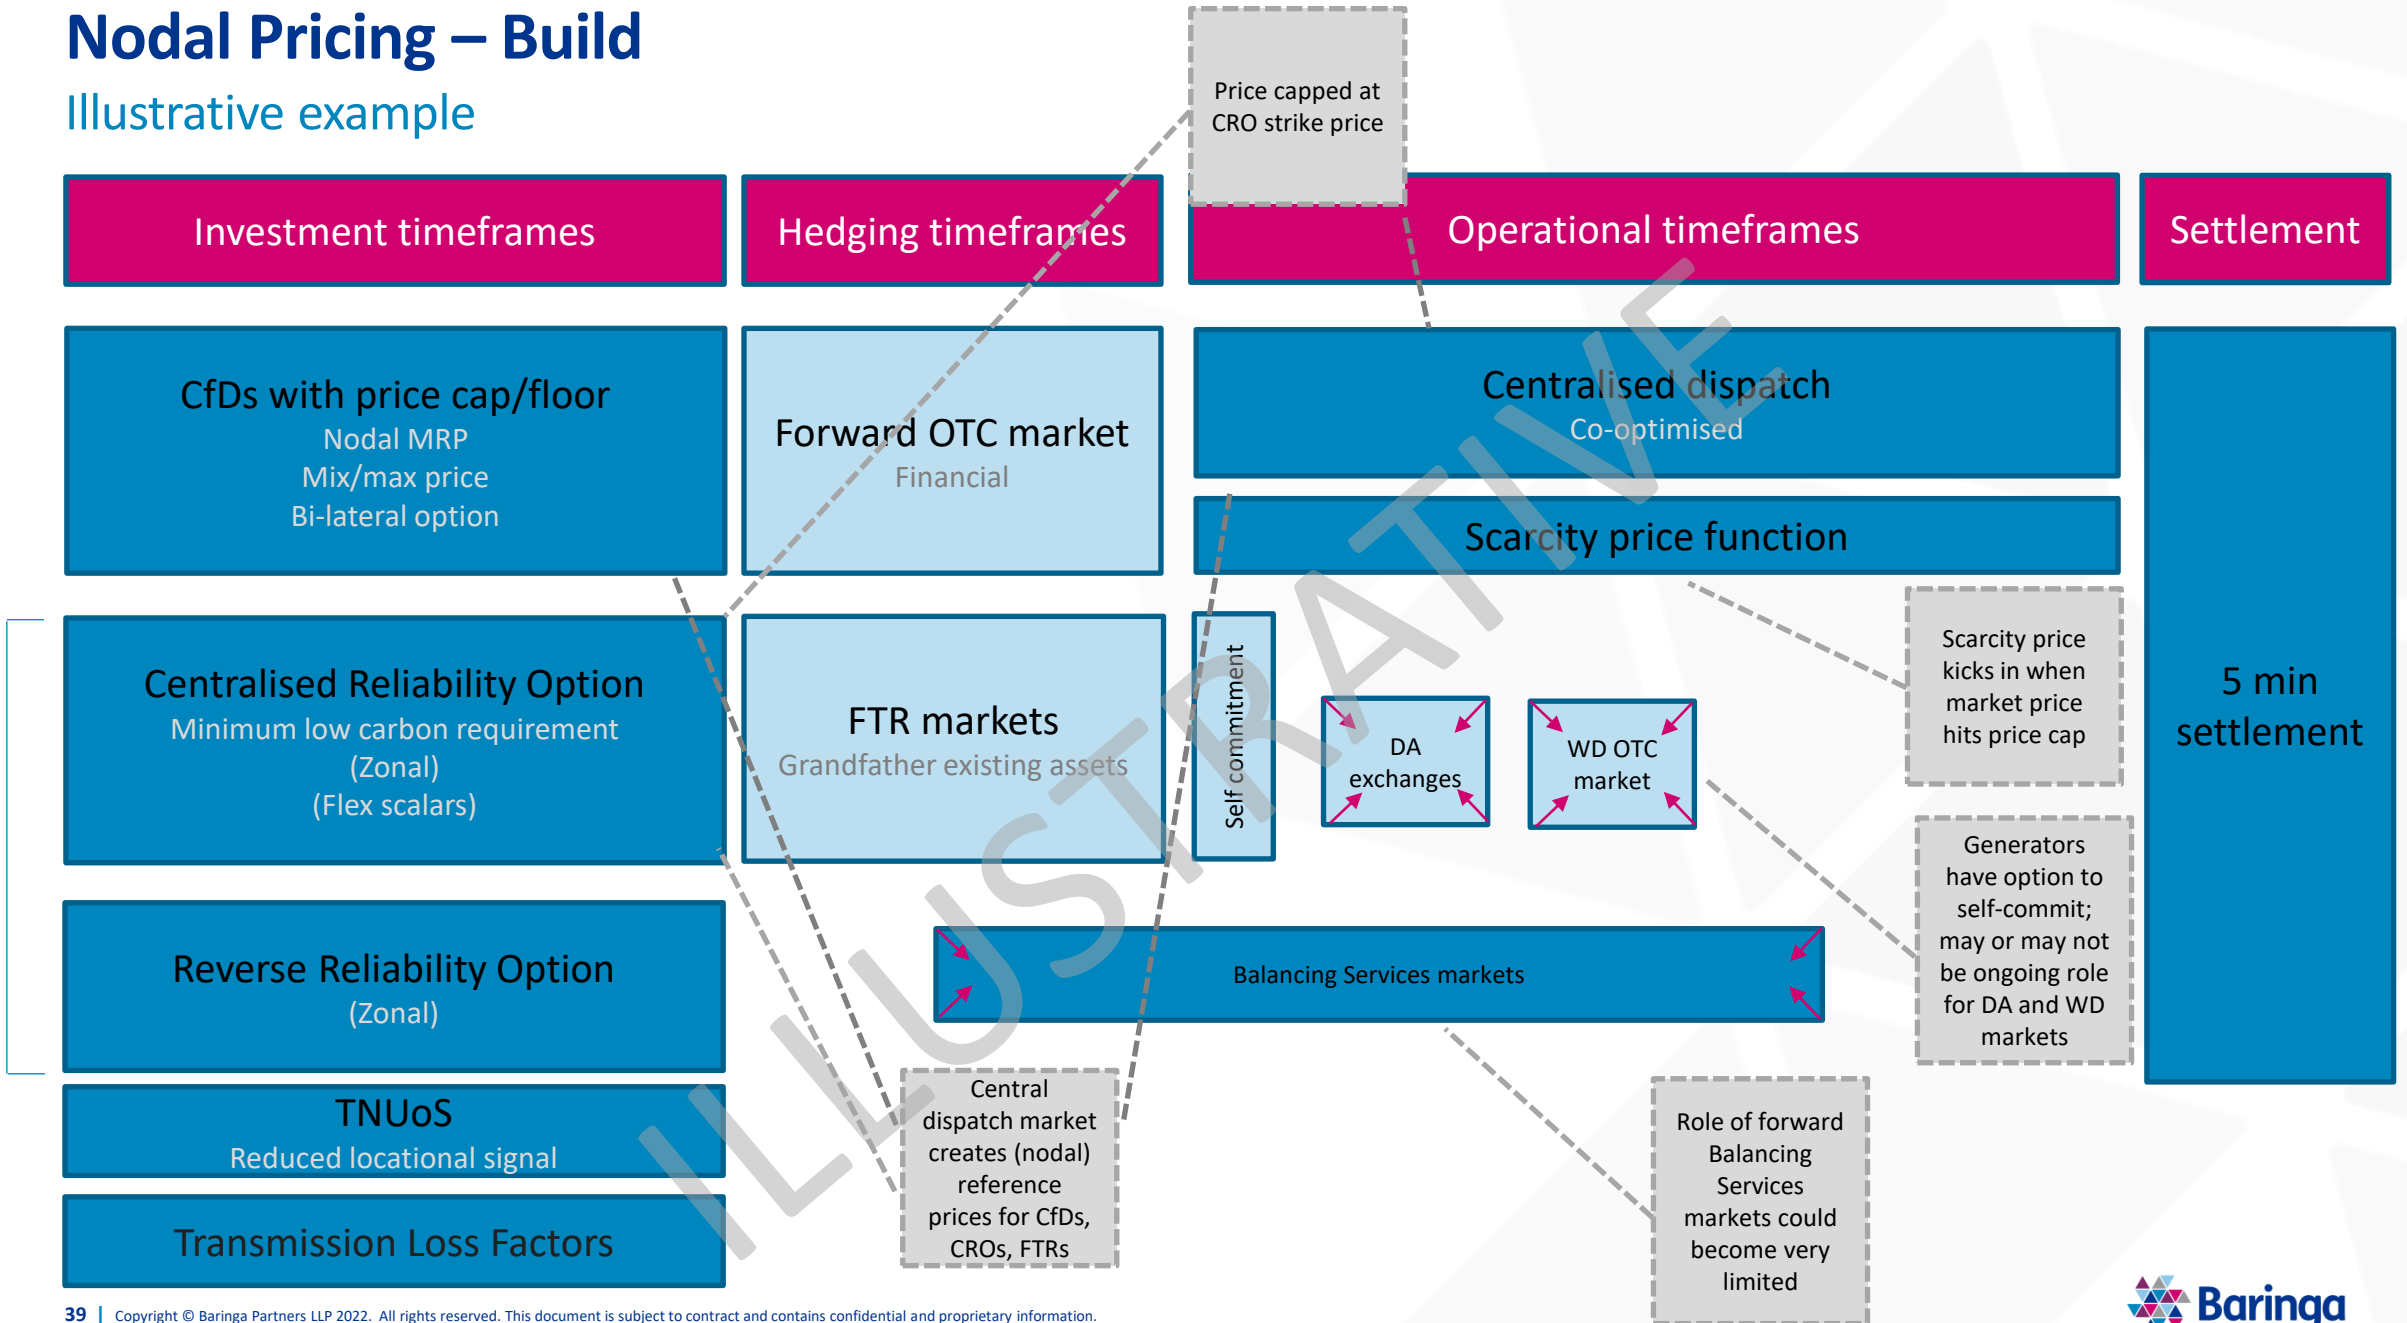 Nodal Pricing – Build
Illustrative example
Price capped at
CRO strike price
Investment timeframes
Hedging timeframes
Operational timeframes
Settlement
CfDs with price cap/floor
Nodal MRP
Mix/max price
Bi-lateral option
Forward OTC market
Financial
Centralised dispatch
Co-optimised
Scarcity price function
Centralised Reliability Option
Minimum low carbon requirement
(Zonal)
(Flex scalars)
FTR markets
Grandfather existing assets
Self commitment
DA
exchanges
WD OTC
market
Scarcity price
kicks in when
market price
hits price cap
5 min
settlement
Generators
have option to
self-commit;
may or may not
be ongoing role
for DA and WD
markets
Reverse Reliability Option
(Zonal)
Balancing Services markets
TNUoS
Reduced locational signal
Central
dispatch market
creates (nodal)
reference
prices for CfDs,
CROs, FTRs
Role of forward
Balancing
Services
markets could
become very
limited
Transmission Loss Factors
ILLUSTRATIVE
39 | Copyright © Baringa Partners LLP 2022. All rights reserved. This document is subject to contract and contains confidential and proprietary information.
Baringa